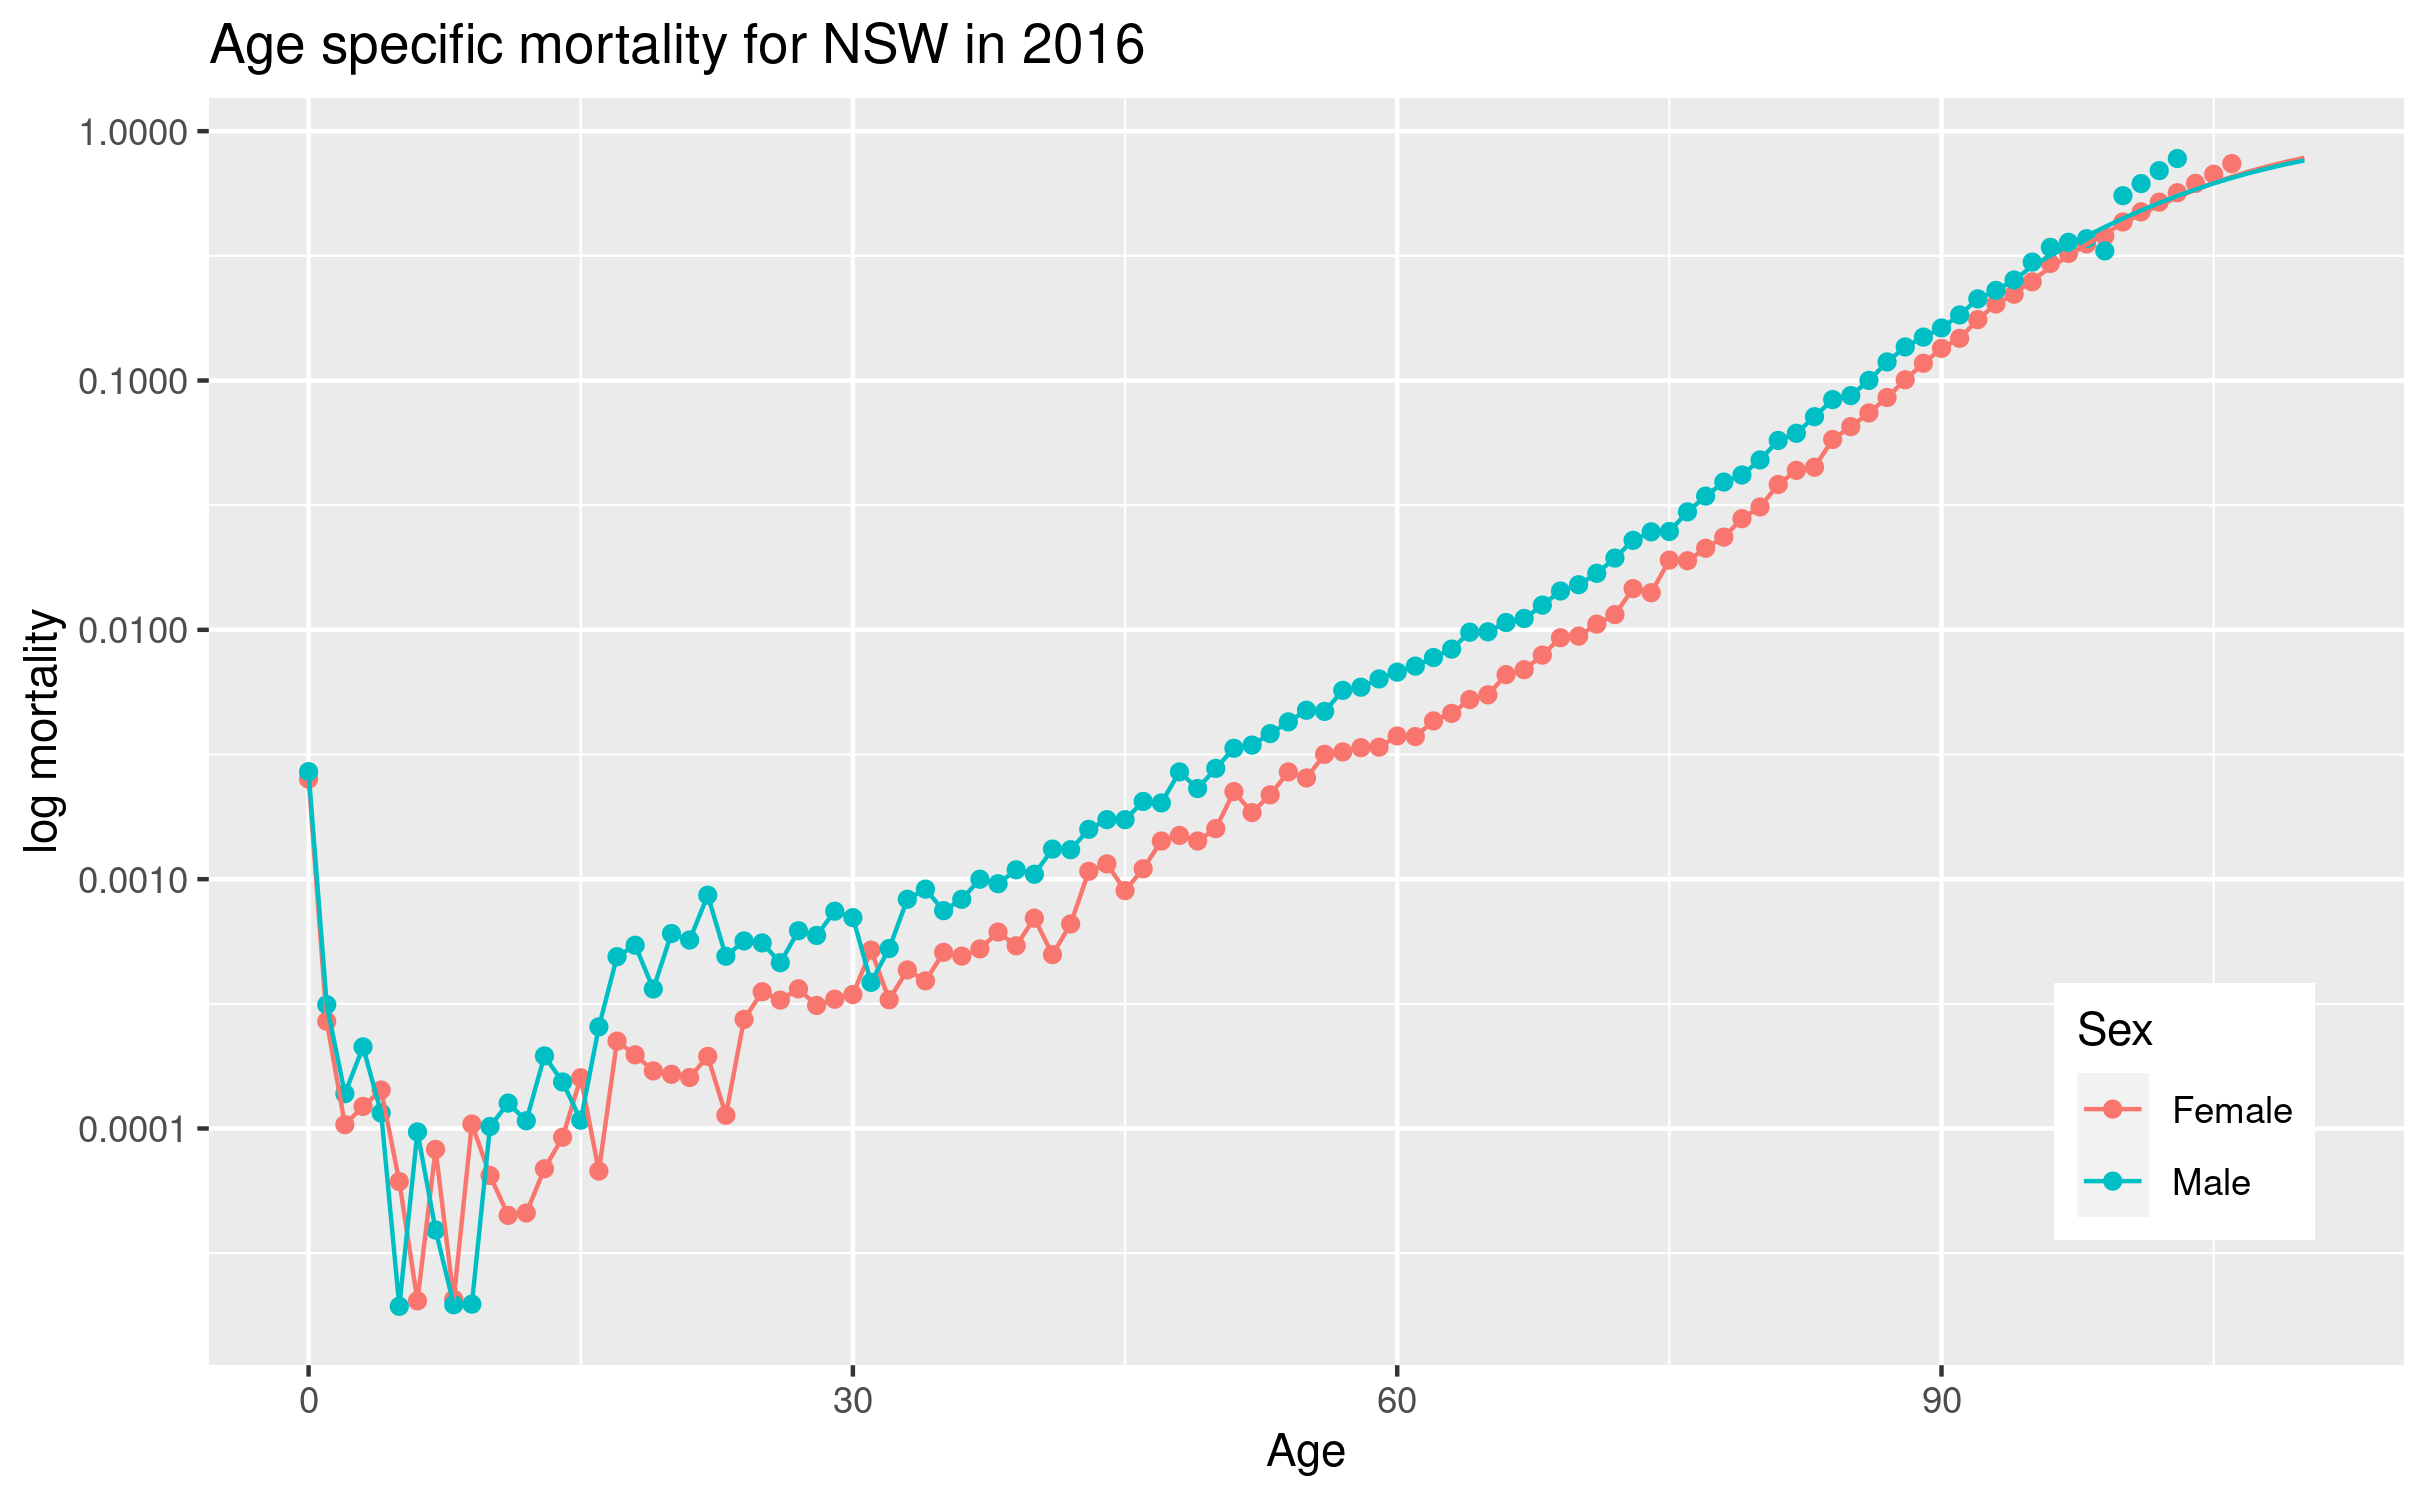 Age specific mortality for NSW in 2016
1.0000
0.1000
0.0100
0.0010
0.0001
log mortality
Sex
Female
Male
0 30 60 90
Age